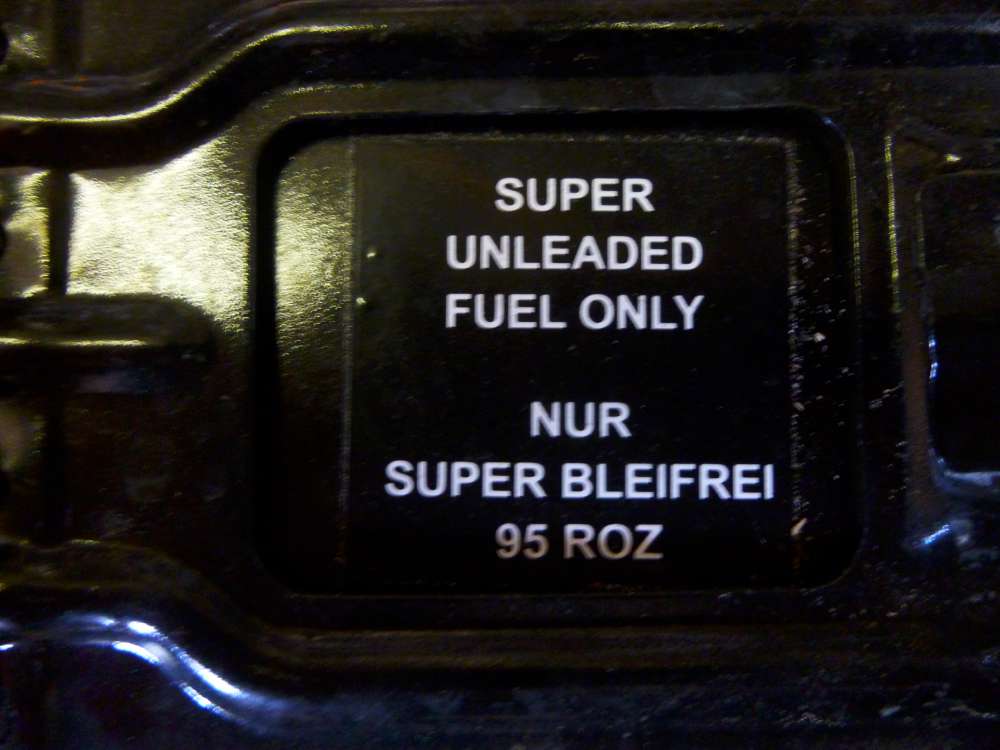 SUPER
UNLEADED
FUEL ONLY
NUR
SUPER BLEIFREI
95 ROZ